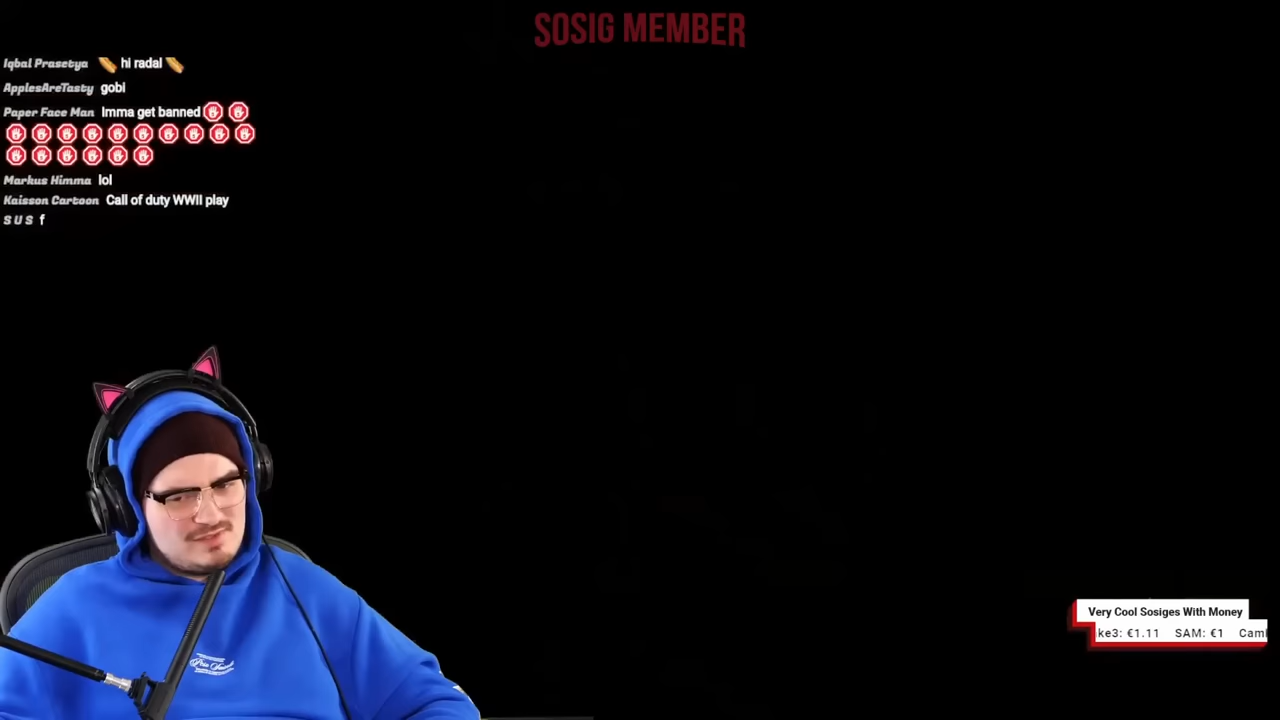 SOSIG MEMBER
Iqbal Prasetya 🌭 hi radal 🌭
ApplesAreTasty gobi
Paper Face Man Imma get banned
Markus Himma lol
Kaisson Cartoon Call of duty WWII play
S U S f
Very Cool Sosiges With Money
ke3: €1.11 SAM: €1 Cami